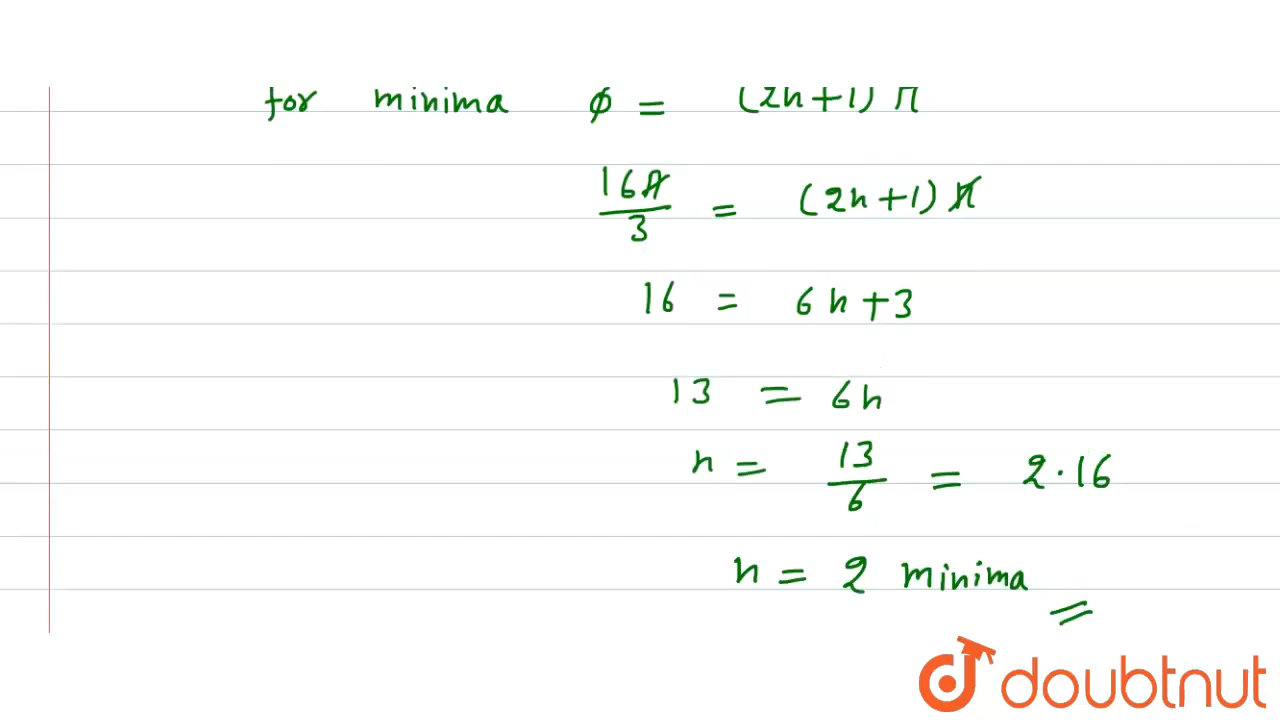 for minima ϕ = (2n+1) π
16π/3 = (2n+1) π
16 = 6n+3
13 = 6n
n = 13/6 = 2.16
n = 2 minima
doubtnut